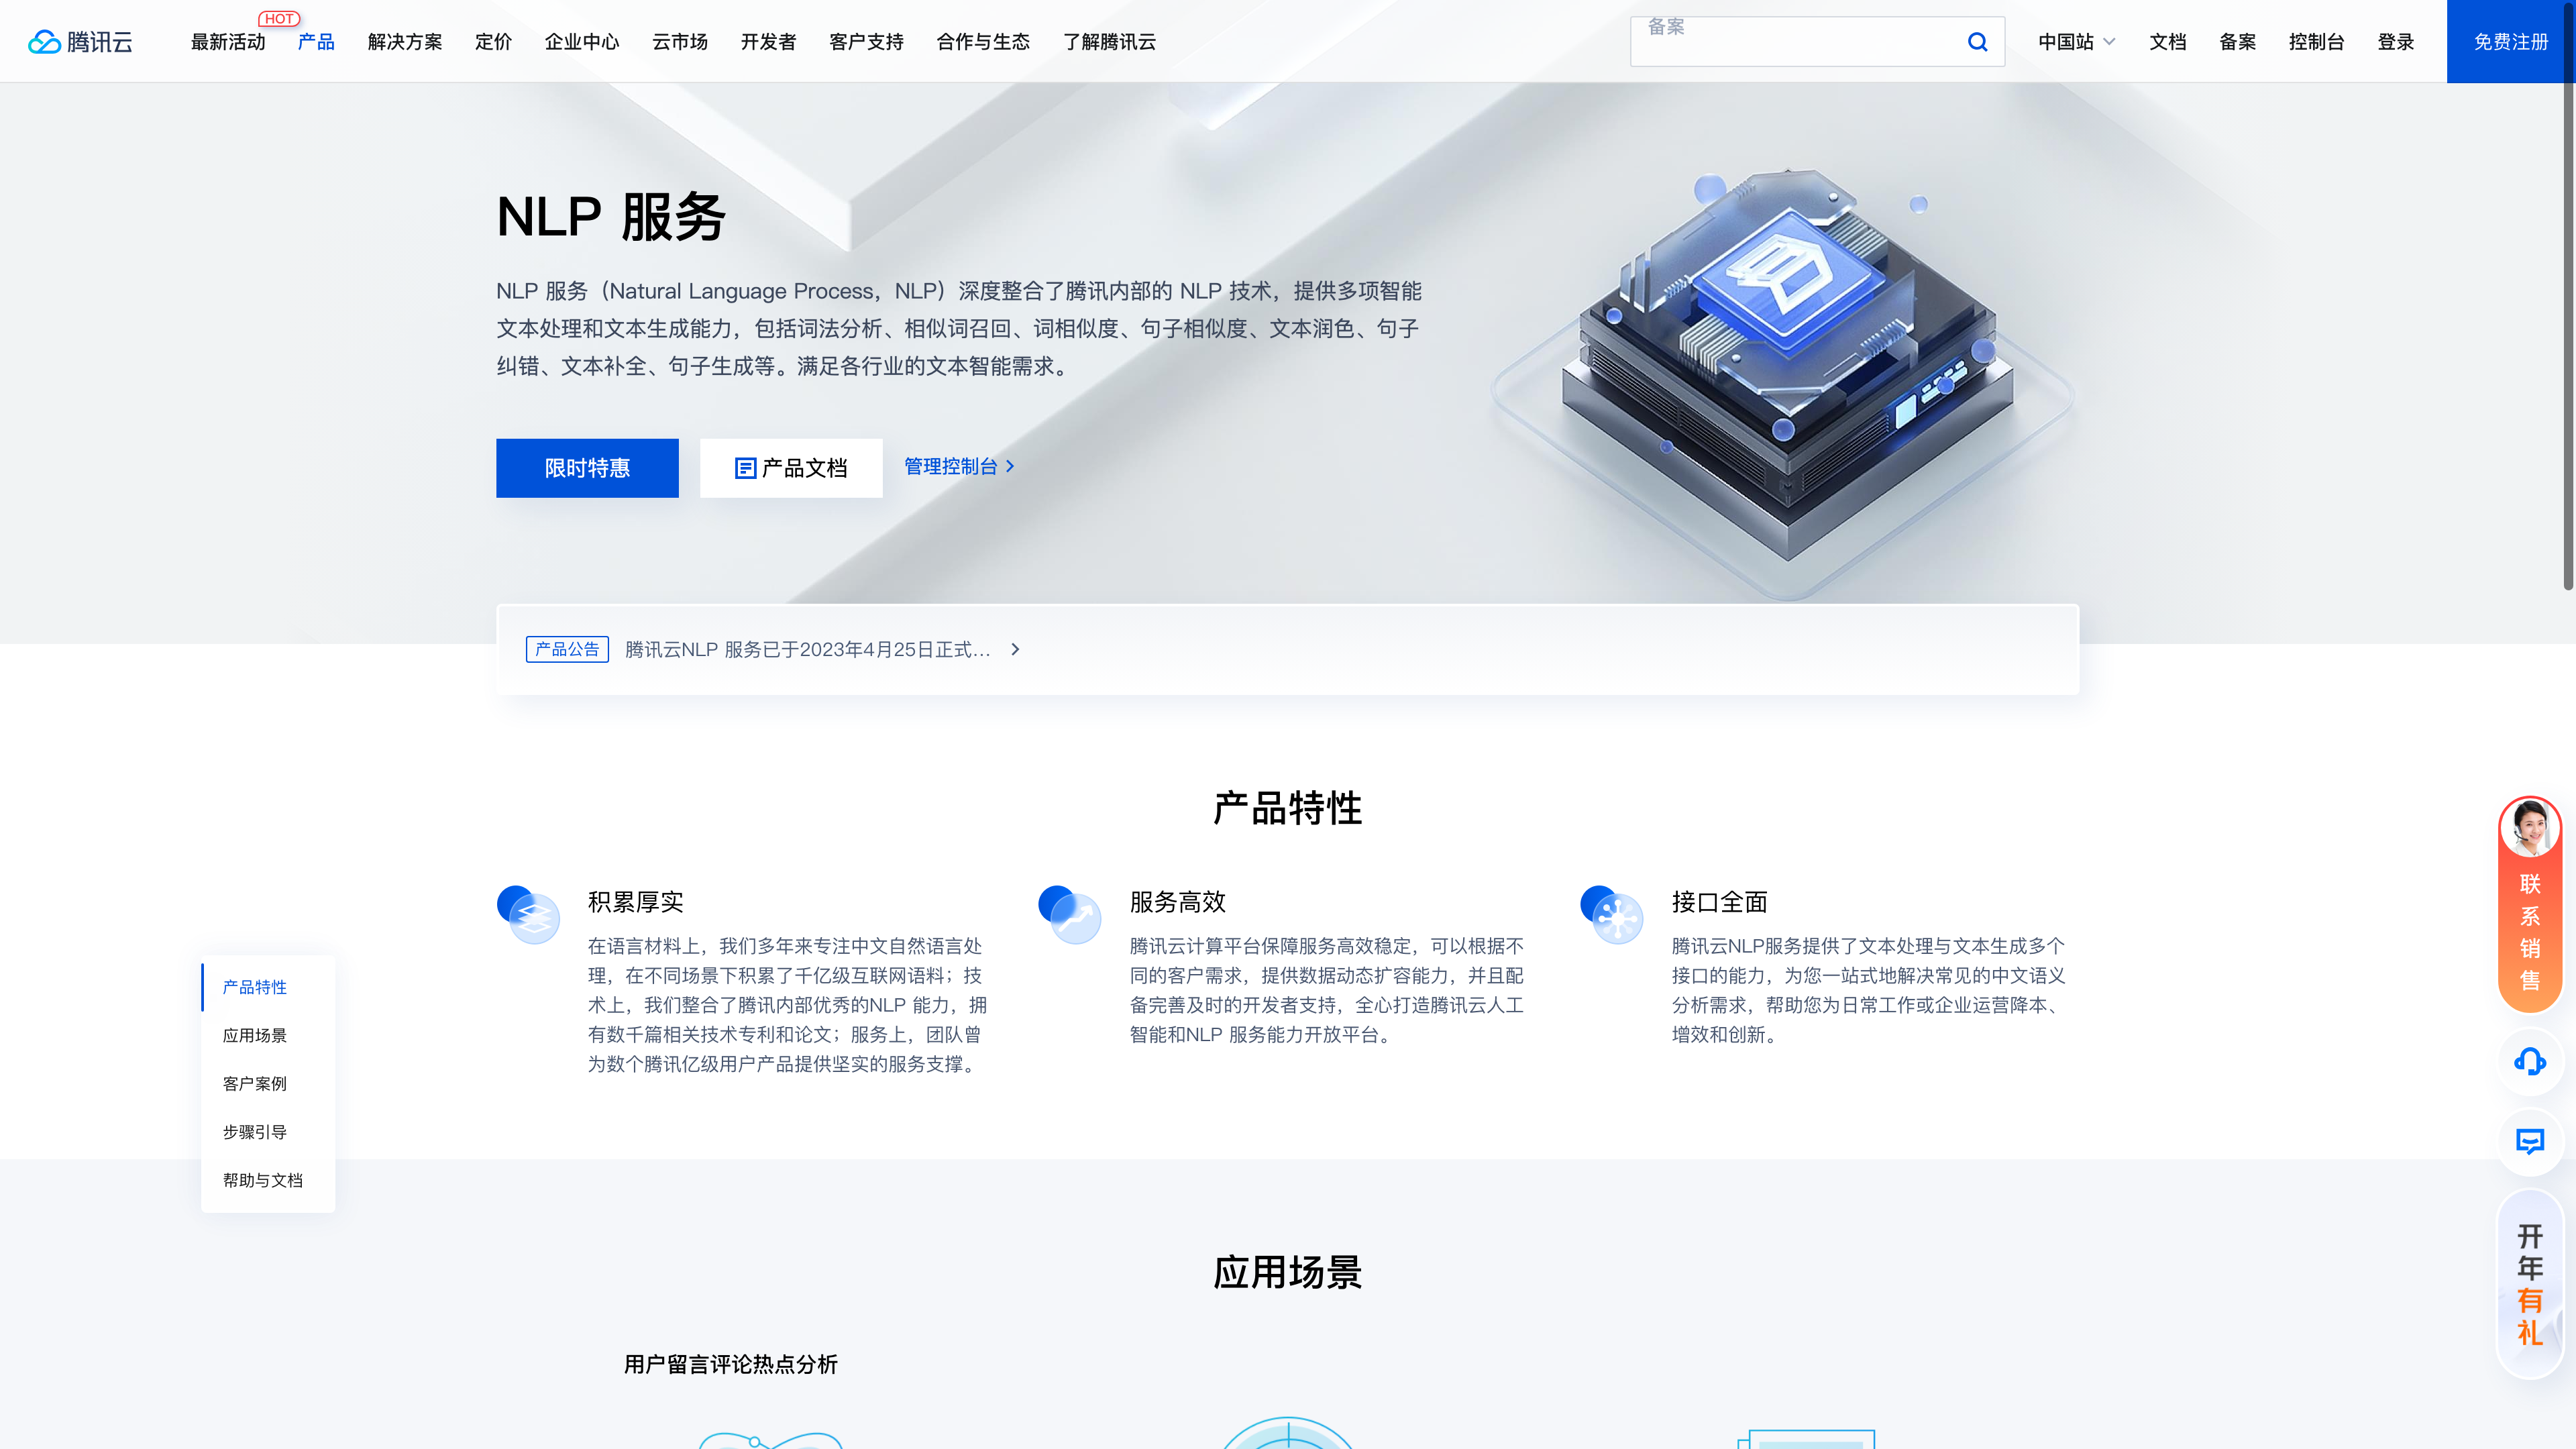 腾讯云
最新活动
HOT
产品
解决方案
定价
企业中心
云市场
开发者
客户支持
合作与生态
了解腾讯云
备案
中国站
文档
备案
控制台
登录
免费注册
NLP 服务
NLP 服务（Natural Language Process，NLP）深度整合了腾讯内部的 NLP 技术，提供多项智能
文本处理和文本生成能力，包括词法分析、相似词召回、词相似度、句子相似度、文本润色、句子
纠错、文本补全、句子生成等。满足各行业的文本智能需求。
限时特惠
产品文档
管理控制台
产品公告
腾讯云NLP 服务已于2023年4月25日正式...
产品特性
积累厚实
在语言材料上，我们多年来专注中文自然语言处
理，在不同场景下积累了千亿级互联网语料；技
术上，我们整合了腾讯内部优秀的NLP 能力，拥
有数千篇相关技术专利和论文；服务上，团队曾
为数个腾讯亿级用户产品提供坚实的服务支撑。
服务高效
腾讯云计算平台保障服务高效稳定，可以根据不
同的客户需求，提供数据动态扩容能力，并且配
备完善及时的开发者支持，全心打造腾讯云人工
智能和NLP 服务能力开放平台。
接口全面
腾讯云NLP服务提供了文本处理与文本生成多个
接口的能力，为您一站式地解决常见的中文语义
分析需求，帮助您为日常工作或企业运营降本、
增效和创新。
产品特性
应用场景
客户案例
步骤引导
帮助与文档
联系销售
开年有礼
应用场景
用户留言评论热点分析